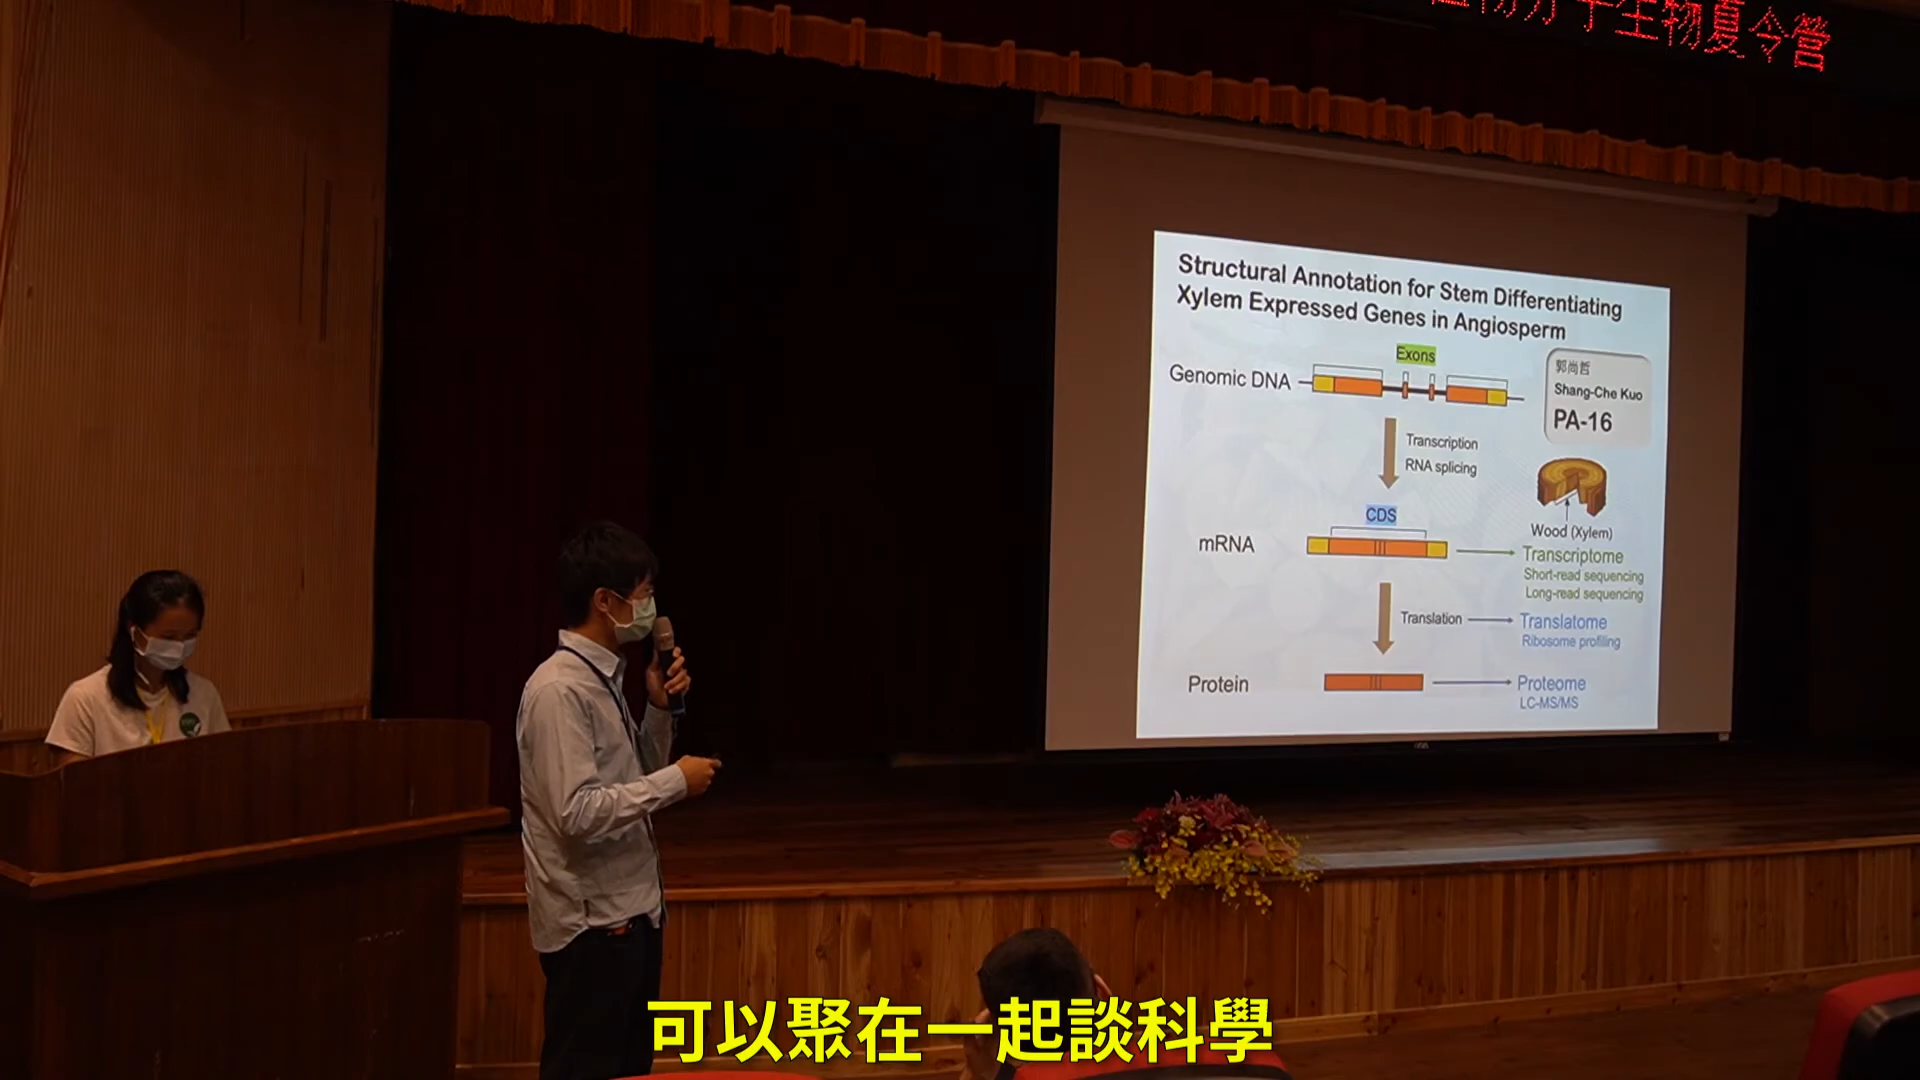 植物分子生物夏令營
Structural Annotation for Stem Differentiating
Xylem Expressed Genes in Angiosperm
Exons
Genomic DNA
郭尚哲
Shang-Che Kuo
PA-16
Transcription
RNA splicing
CDS
mRNA
Wood (Xylem)
Transcriptome
Short-read sequencing
Long-read sequencing
Translation
Translatome
Ribosome profiling
Protein
Proteome
LC-MS/MS
可以聚在一起談科學